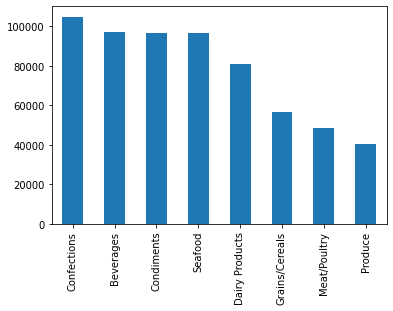 100000
80000
60000
40000
20000
0
Confections
Beverages
Condiments
Seafood
Dairy Products
Grains/Cereals
Meat/Poultry
Produce